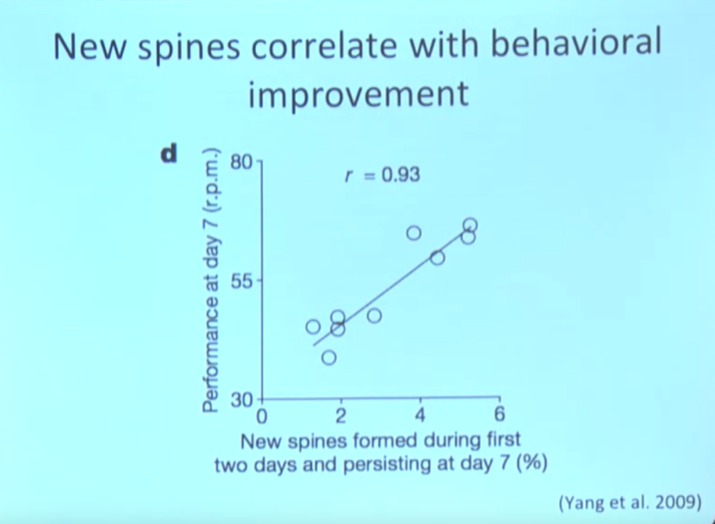 New spines correlate with behavioral
improvement
d
Performance at day 7 (r.p.m.)
80
55
30
r = 0.93
0 2 4 6
New spines formed during first
two days and persisting at day 7 (%)
(Yang et al. 2009)